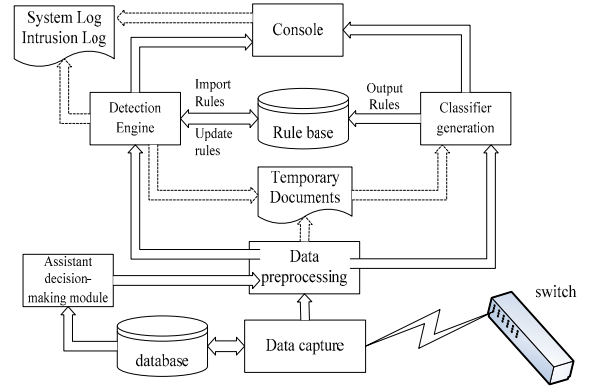 System Log
Intrusion Log
Console
Import
Rules
Output
Rules
Detection
Engine
Rule base
Classifier
generation
Update
rules
Temporary
Documents
Data
preprocessing
Assistant
decision-
making module
switch
database
Data capture